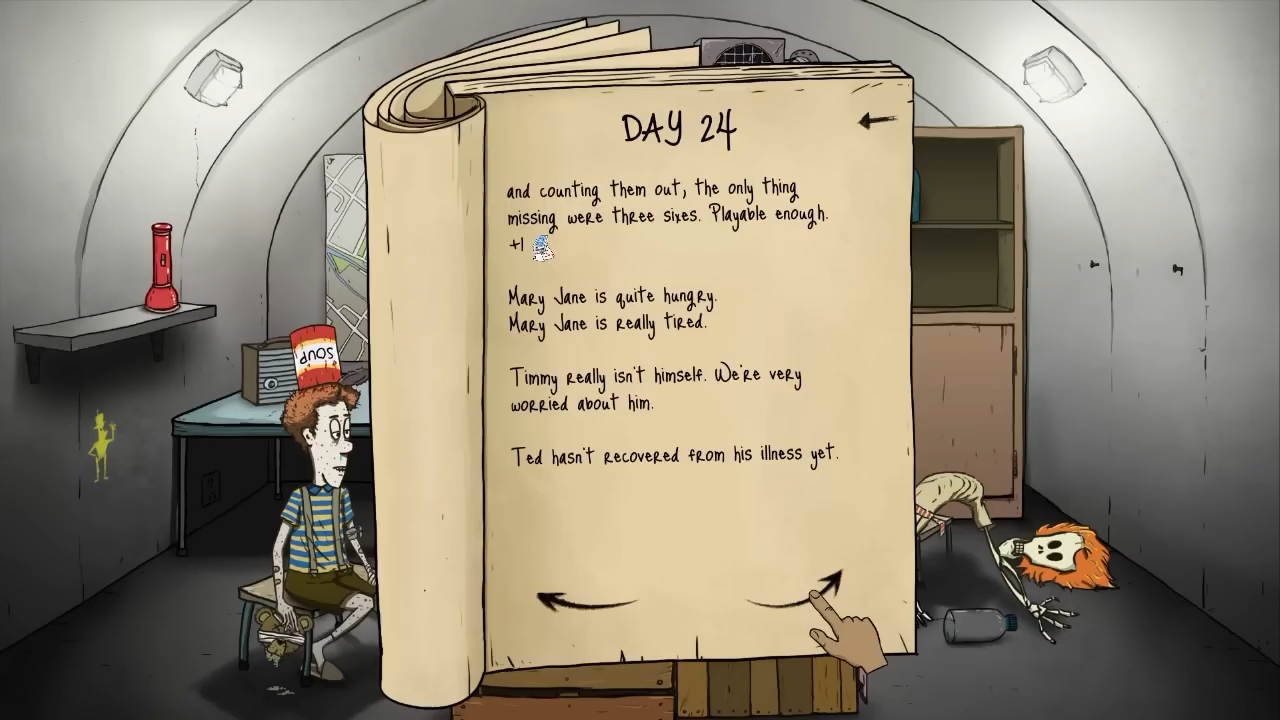 DAY 24
and counting them out, the only thing
missing were three sixes. Playable enough.
+1
Mary Jane is quite hungry.
Mary Jane is really tired.
Timmy really isn't himself. We're very
worried about him.
Ted hasn't recovered from his illness yet.
SOUP